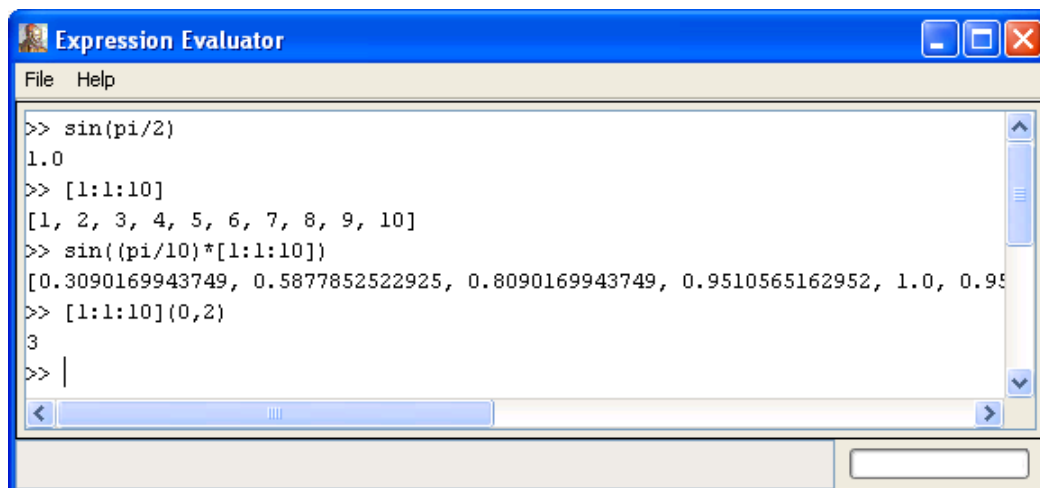 Expression Evaluator
File Help
>> sin(pi/2)
1.0
>> [1:1:10]
[1, 2, 3, 4, 5, 6, 7, 8, 9, 10]
>> sin((pi/10)*[1:1:10])
[0.3090169943749, 0.5877852522925, 0.8090169943749, 0.9510565162952, 1.0, 0.95
>> [1:1:10](0,2)
3
>>